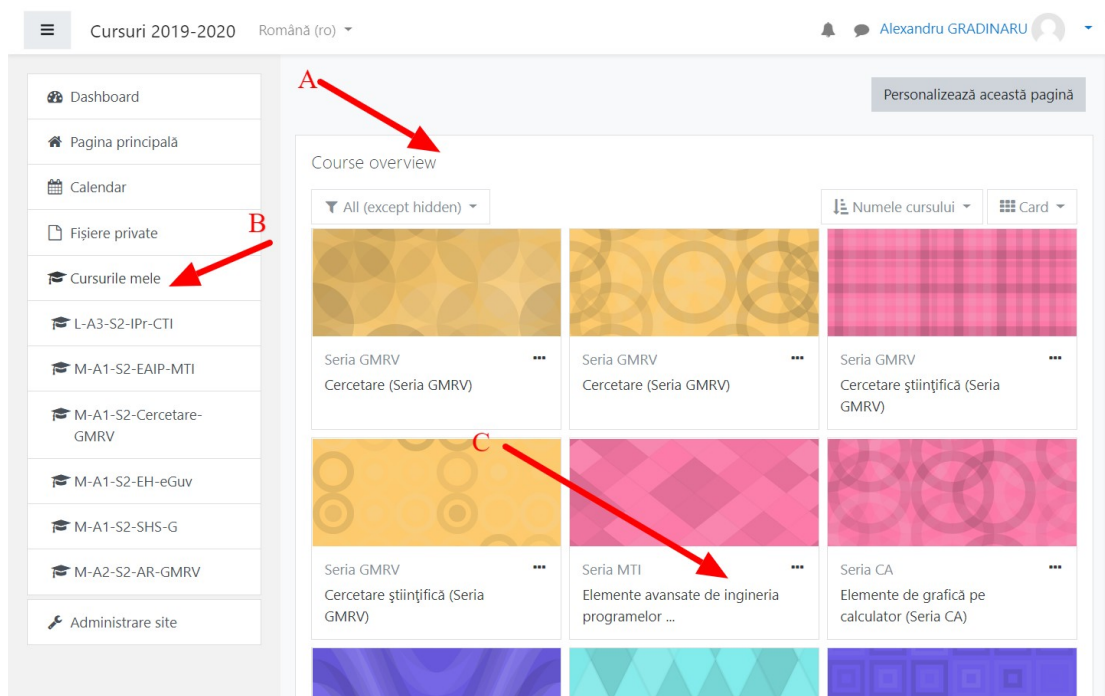 Cursuri 2019-2020 Română (ro)
Alexandru GRADINARU
Dashboard
Pagina principală
Calendar
Fișiere private
Cursurile mele
L-A3-S2-IPr-CTI
M-A1-S2-EAIP-MTI
M-A1-S2-Cercetare-
GMRV
M-A1-S2-EH-eGuv
M-A1-S2-SHS-G
M-A2-S2-AR-GMRV
Administrare site
A
B
C
Personalizează această pagină
Course overview
All (except hidden)
Numele cursului
Card
Seria GMRV
Cercetare (Seria GMRV)
Seria GMRV
Cercetare (Seria GMRV)
Seria GMRV
Cercetare ştiinţifică (Seria
GMRV)
Seria GMRV
Cercetare ştiinţifică (Seria
GMRV)
Seria MTI
Elemente avansate de ingineria
programelor ...
Seria CA
Elemente de grafică pe
calculator (Seria CA)